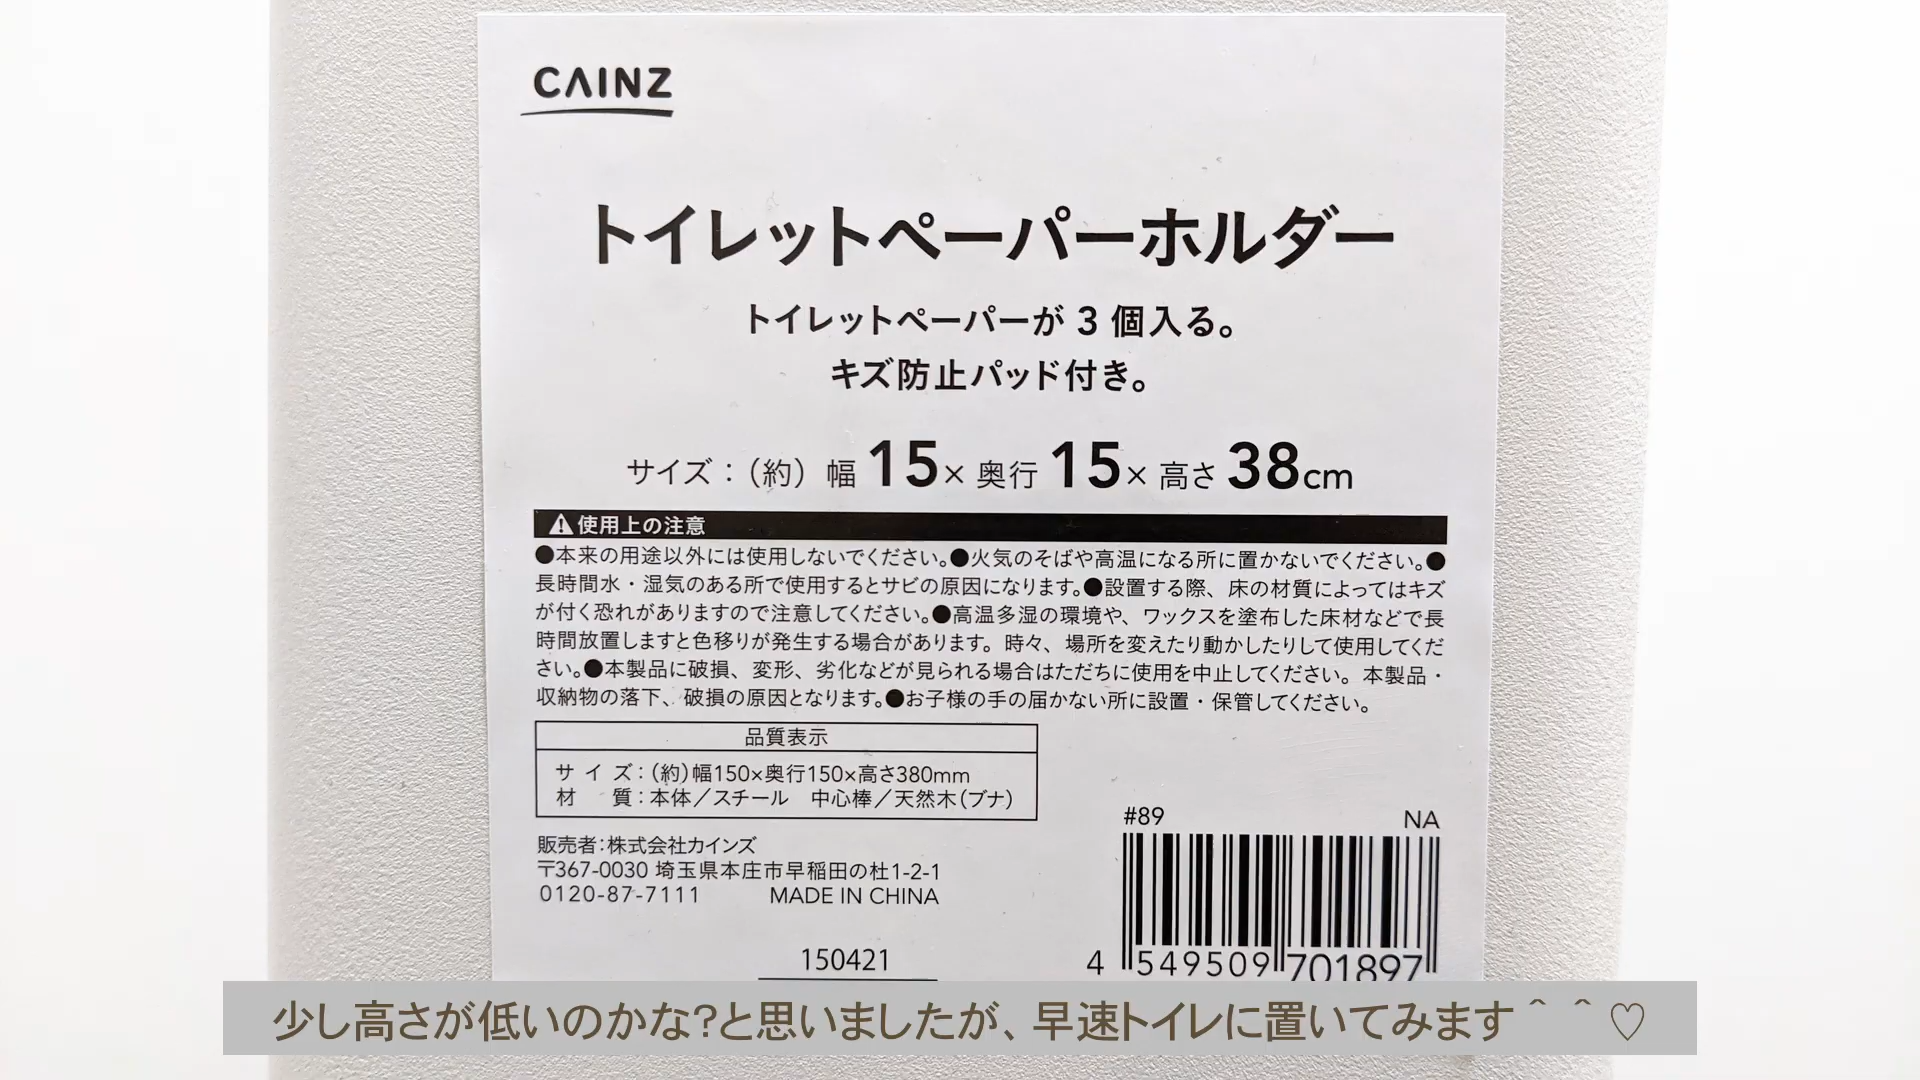 CAINZ
トイレットペーパーホルダー
トイレットペーパーが 3 個入る。
キズ防止パッド付き。
サイズ：（約）幅 15× 奥行 15× 高さ 38cm
⚠使用上の注意
●本来の用途以外には使用しないでください。●火気のそばや高温になる所に置かないでください。●
長時間水・湿気のある所で使用するとサビの原因になります。●設置する際、床の材質によってはキズ
が付く恐れがありますので注意してください。●高温多湿の環境や、ワックスを塗布した床材などで長
時間放置しますと色移りが発生する場合があります。時々、場所を変えたり動かしたりして使用してくだ
さい。●本製品に破損、変形、劣化などが見られる場合はただちに使用を中止してください。本製品・
収納物の落下、破損の原因となります。●お子様の手の届かない所に設置・保管してください。
品質表示
サイズ：（約）幅150×奥行150×高さ380mm
材　質：本体／スチール　中心棒／天然木（ブナ）
販売者：株式会社カインズ
〒367-0030 埼玉県本庄市早稲田の杜1-2-1
0120-87-7111 MADE IN CHINA
150421
#89 NA
4 549509 701897
少し高さが低いのかな?と思いましたが、早速トイレに置いてみます＾＾♡